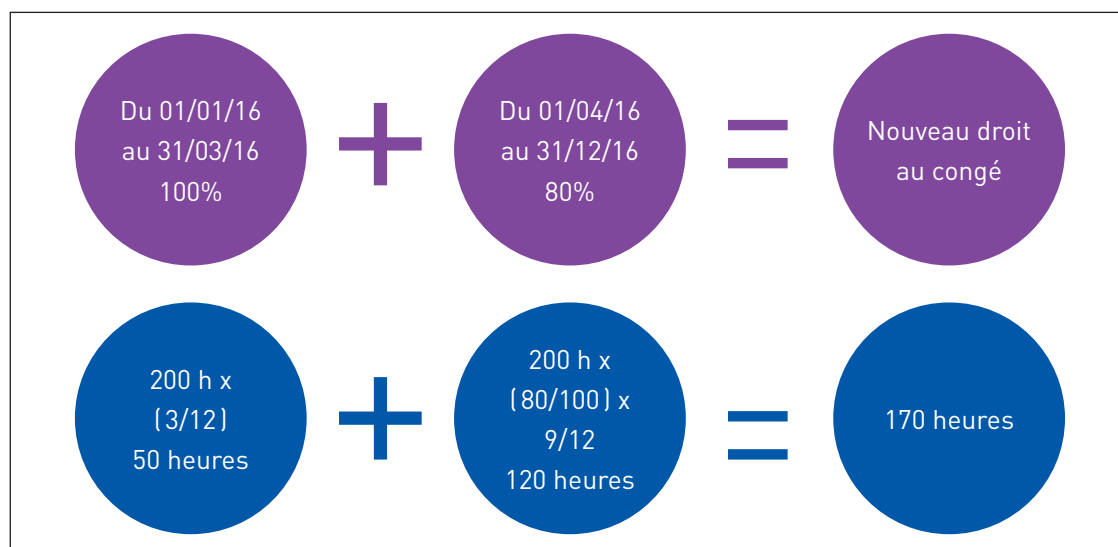 Du 01/01/16
au 31/03/16
100%
+
Du 01/04/16
au 31/12/16
80%
=
Nouveau droit
au congé
200 h x
(3/12)
50 heures
+
200 h x
(80/100) x
9/12
120 heures
=
170 heures